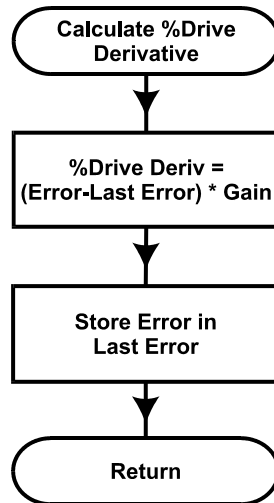 Calculate %Drive
Derivative
%Drive Deriv =
(Error-Last Error) * Gain
Store Error in
Last Error
Return